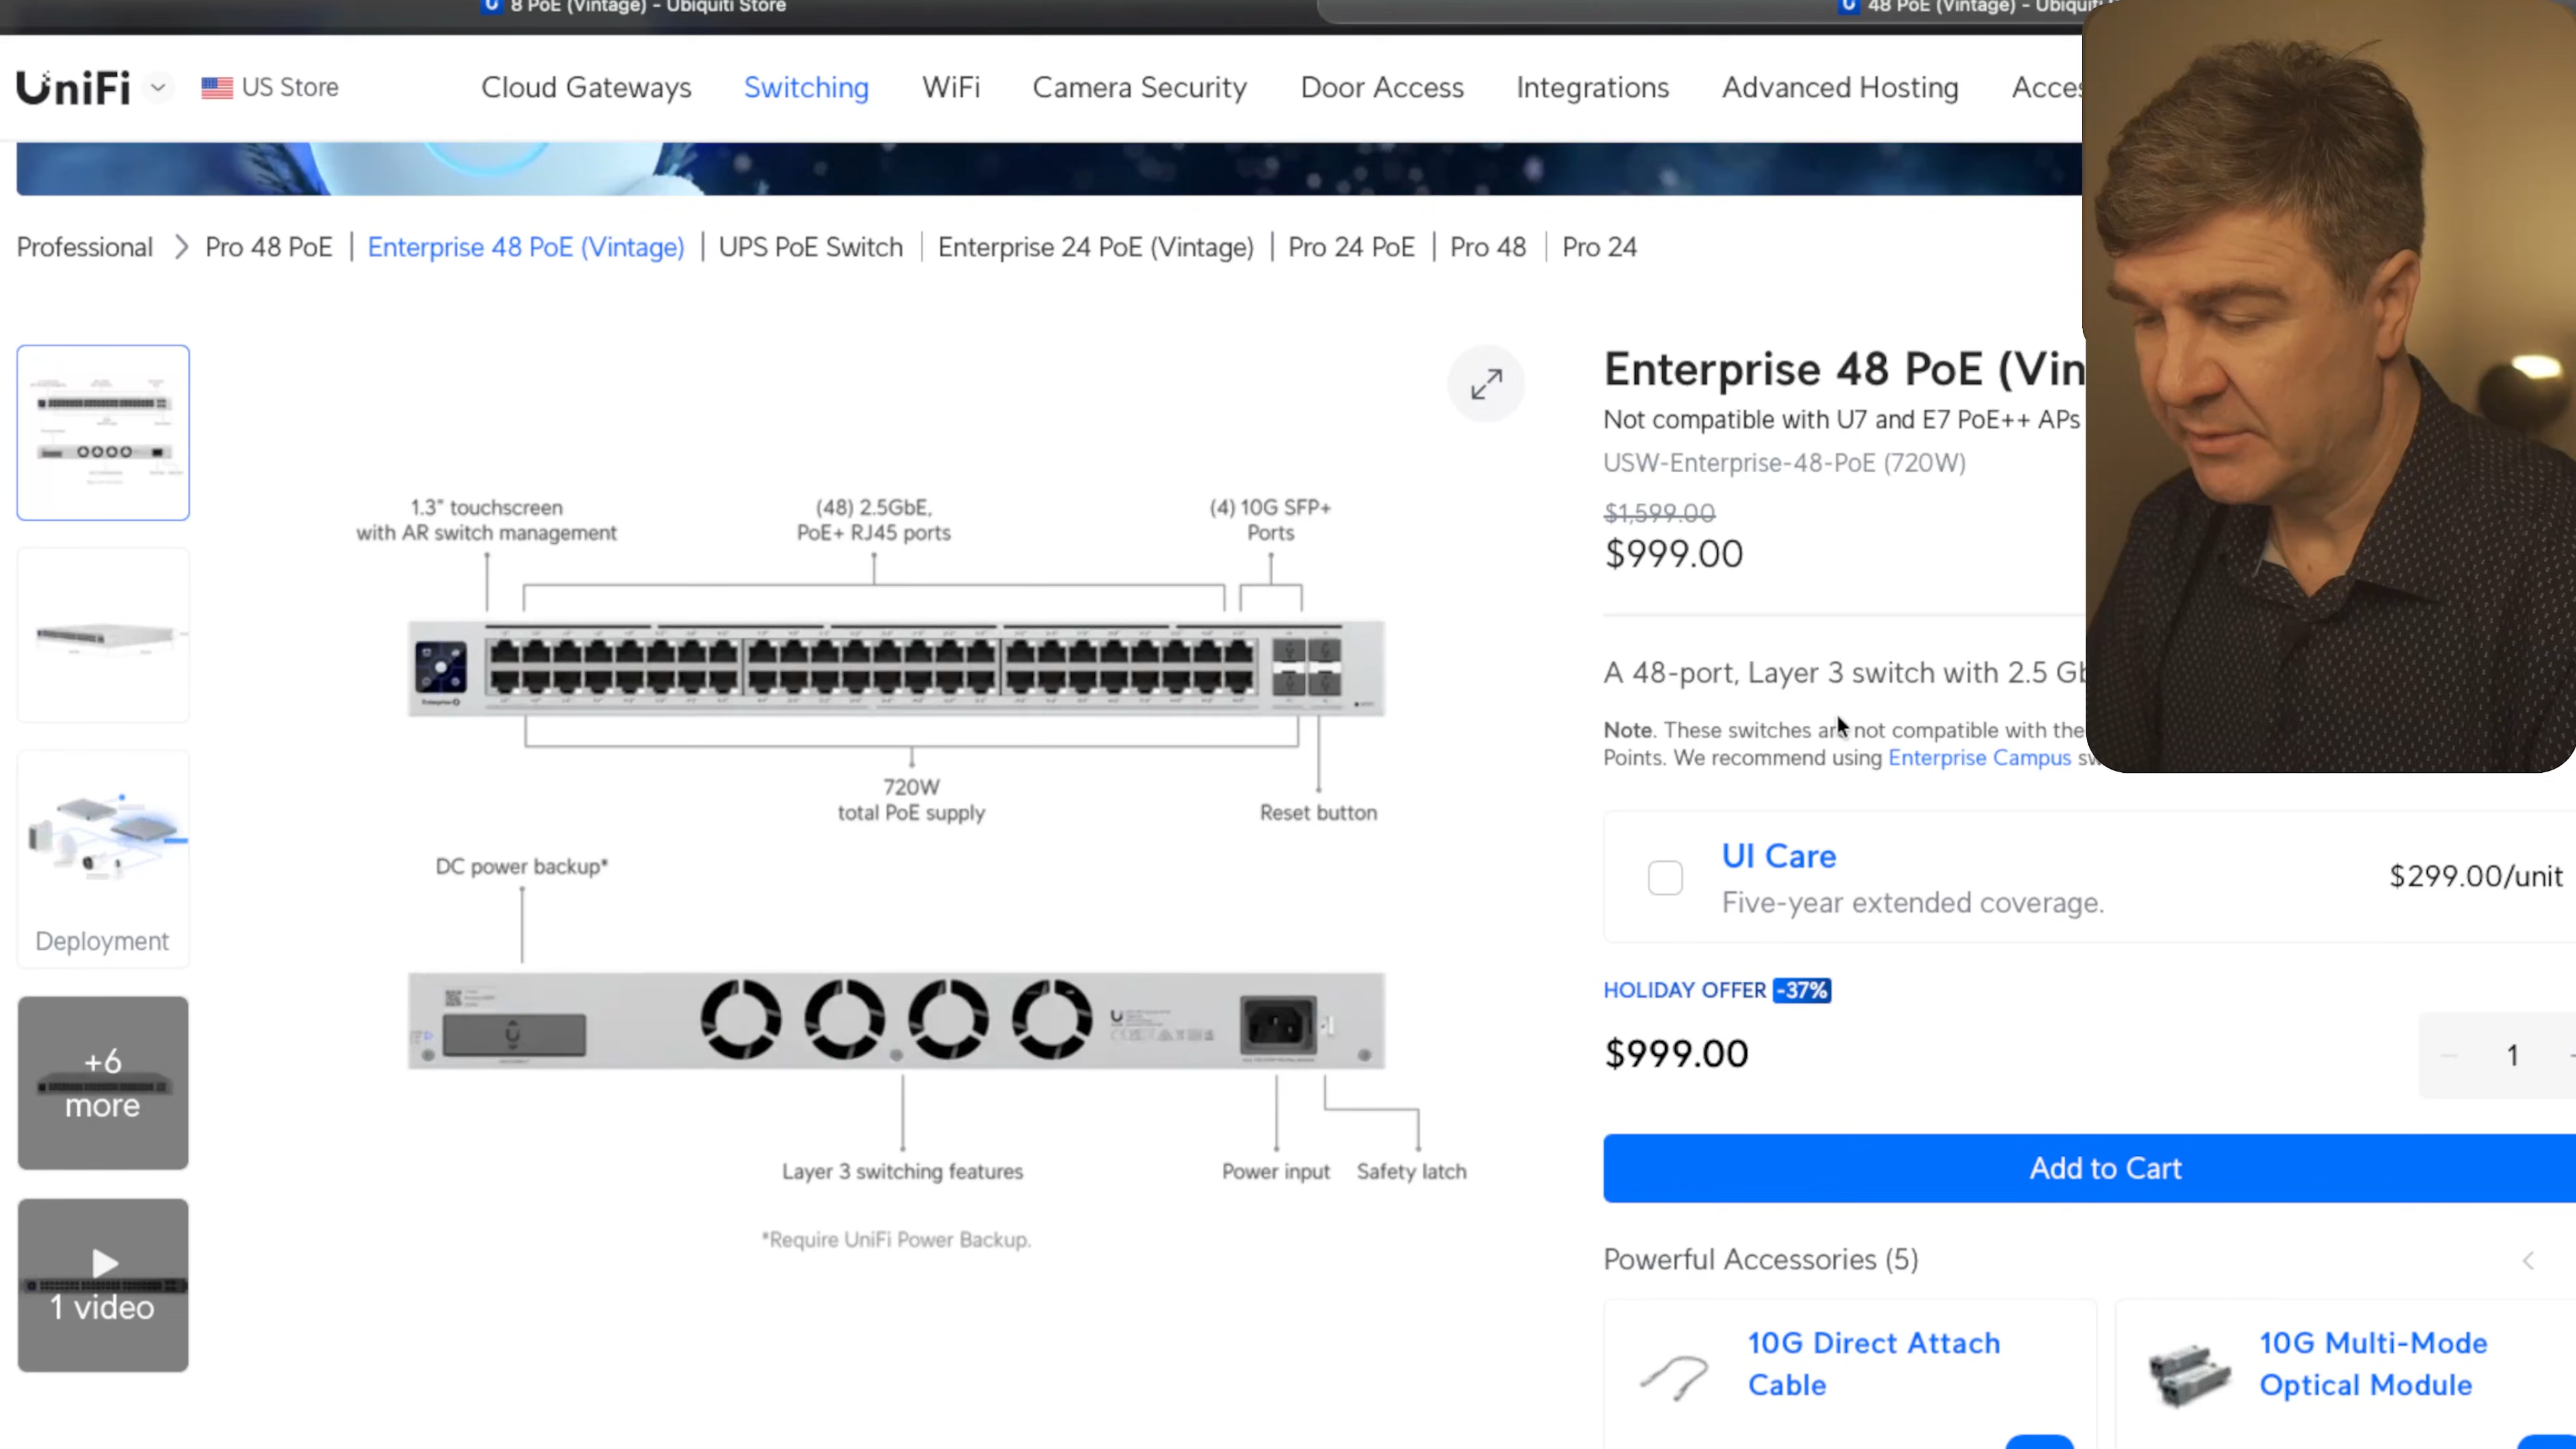 8 PoE (Vintage) – Ubiquiti Store
48 PoE (Vintage) – Ubiquiti
UniFi
US Store
Cloud Gateways
Switching
WiFi
Camera Security
Door Access
Integrations
Advanced Hosting
Professional
Pro 48 PoE
Enterprise 48 PoE (Vintage)
UPS PoE Switch
Enterprise 24 PoE (Vintage)
Pro 24 PoE
Pro 48
Pro 24
1.3" touchscreen
with AR switch management
(48) 2.5GbE,
PoE+ RJ45 ports
(4) 10G SFP+
Ports
720W
total PoE supply
Reset button
DC power backup*
Layer 3 switching features
Power input
Safety latch
*Require UniFi Power Backup.
Deployment
+6
more
1 video
Enterprise 48 PoE
Not compatible with U7 and E7 PoE++ APs
USW-Enterprise-48-PoE (720W)
$1,599.00
$999.00
A 48-port, Layer 3 switch with 2.5
Note. These switches are not compatible with the
Points. We recommend using Enterprise Campus
UI Care
Five-year extended coverage.
$299.00/unit
HOLIDAY OFFER -37%
$999.00
1
Add to Cart
Powerful Accessories (5)
10G Direct Attach
Cable
10G Multi-Mode
Optical Module